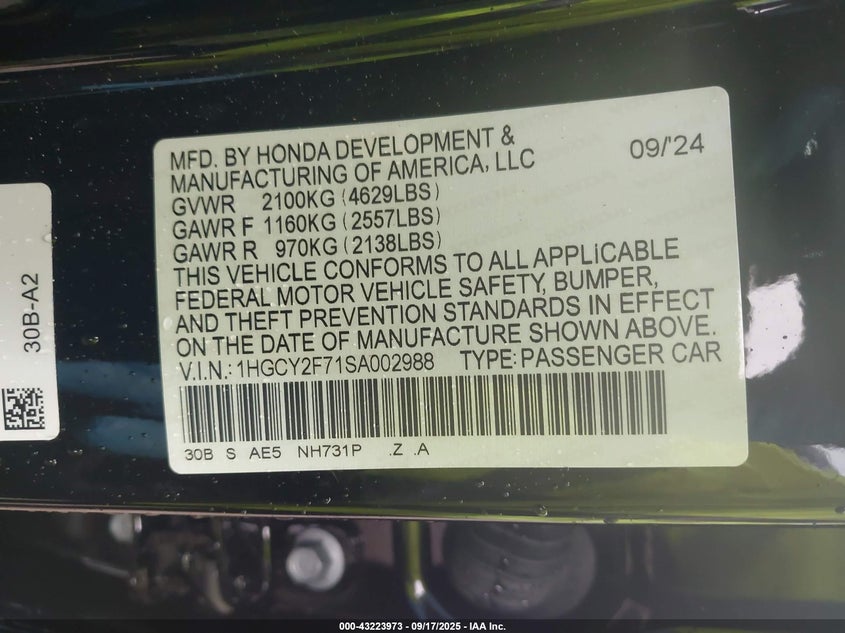 MFD. BY HONDA DEVELOPMENT &
MANUFACTURING OF AMERICA, LLC
09/'24
GVWR 2100KG (4629LBS)
GAWR F 1160KG (2557LBS)
GAWR R 970KG (2138LBS)
THIS VEHICLE CONFORMS TO ALL APPLiCABLE
FEDERAL MOTOR VEHICLE SAFETY, BUMPER,
AND THEFT PREVENTION STANDARDS IN EFFECT
ON THE DATE OF MANUFACTURE SHOWN ABOVE.
V.I.N.: 1HGCY2F71SA002988 TYPE: PASSENGER CAR
30B S AE5 NH731P .Z .A
30B-A2
000-43223973 - 09/17/2025 - IAA Inc.